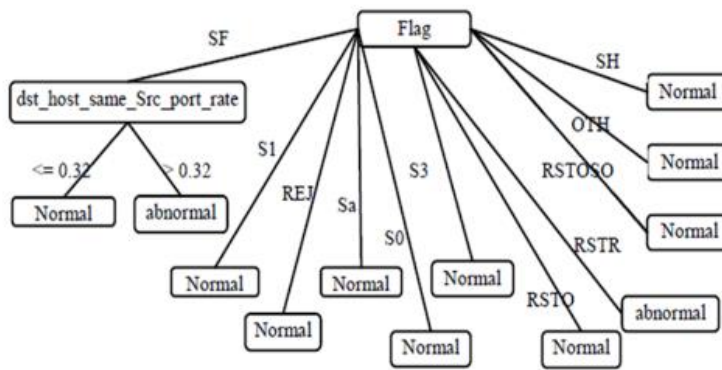 Flag
SF
SH
dst_host_same_Src_port_rate
Normal
OTH
S1
S3
<= 0.32
> 0.32
RSTOSO
Normal
REJ
Sa
Normal
abnormal
Normal
S0
RSTR
Normal
Normal
Normal
RSTO
abnormal
Normal
Normal
Normal